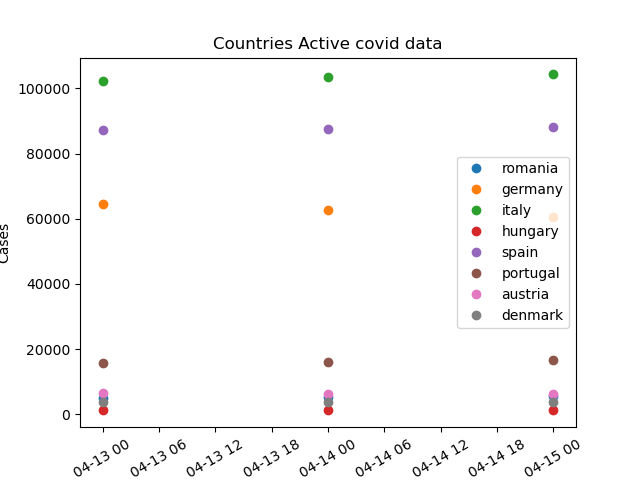 Countries Active covid data
Cases
100000
80000
60000
40000
20000
0
romania
germany
italy
hungary
spain
portugal
austria
denmark
04-13 00
04-13 06
04-13 12
04-13 18
04-14 00
04-14 06
04-14 12
04-14 18
04-15 00